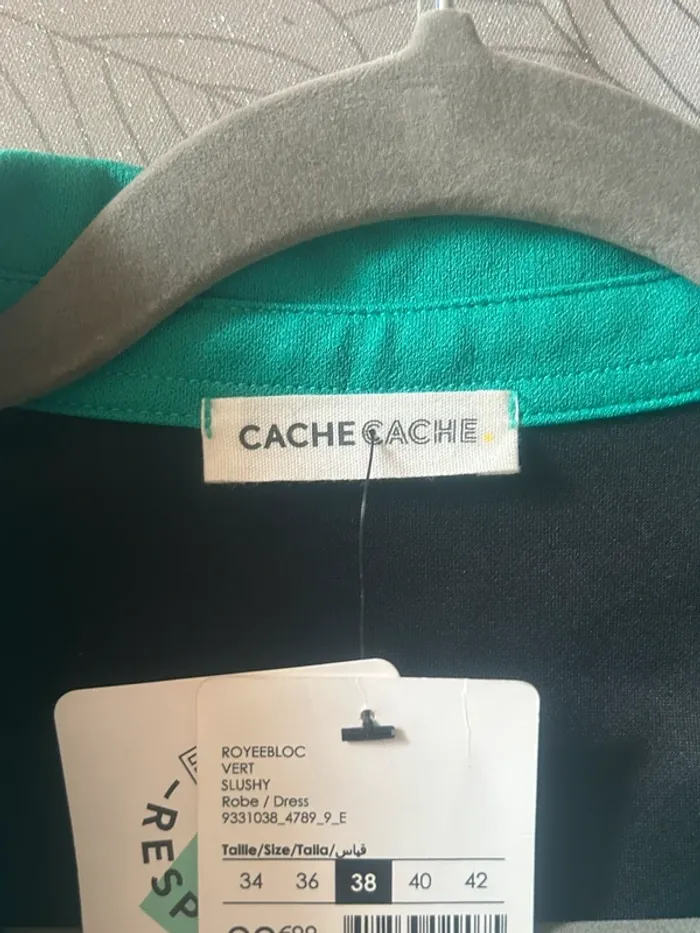 CACHE CACHE.
ROYEEBLOC
VERT
SLUSHY
Robe / Dress
9331038_4789_9_E
Taille/Size/Talla/قياس
34 36 38 40 42
-RESP